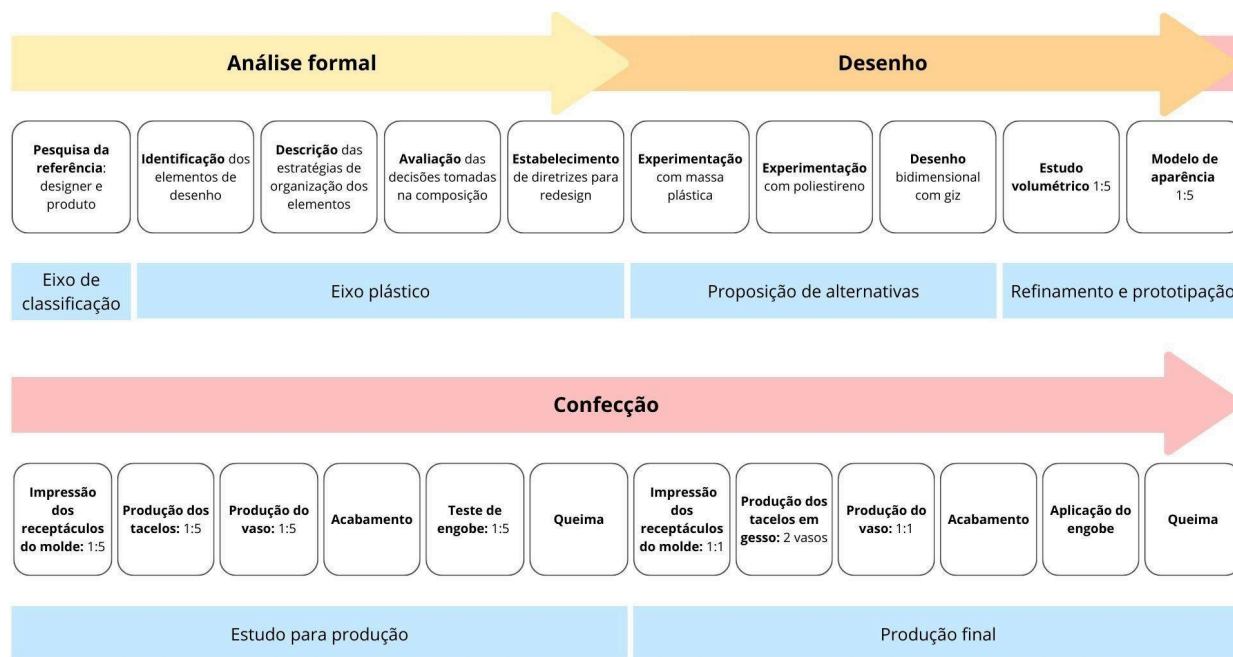 Análise formal
Desenho
Pesquisa da
referência:
designer e
produto
Identificação dos
elementos de
desenho
Descrição das
estratégias de
organização dos
elementos
Avaliação das
decisões tomadas
na composição
Estabelecimento
de diretrizes para
redesign
Experimentação
com massa
plástica
Experimentação
com poliestireno
Desenho
bidimensional
com giz
Estudo
volumétrico 1:5
Modelo de
aparência
1:5
Eixo de
classificação
Eixo plástico
Proposição de alternativas
Refinamento e prototipação
Confecção
Impressão
dos
receptáculos
do molde: 1:5
Produção dos
tacelos: 1:5
Produção do
vaso: 1:5
Acabamento
Teste de
engobe: 1:5
Queima
Impressão
dos
receptáculos
do molde: 1:1
Produção dos
tacelos em
gesso: 2 vasos
Produção do
vaso: 1:1
Acabamento
Aplicação do
engobe
Queima
Estudo para produção
Produção final